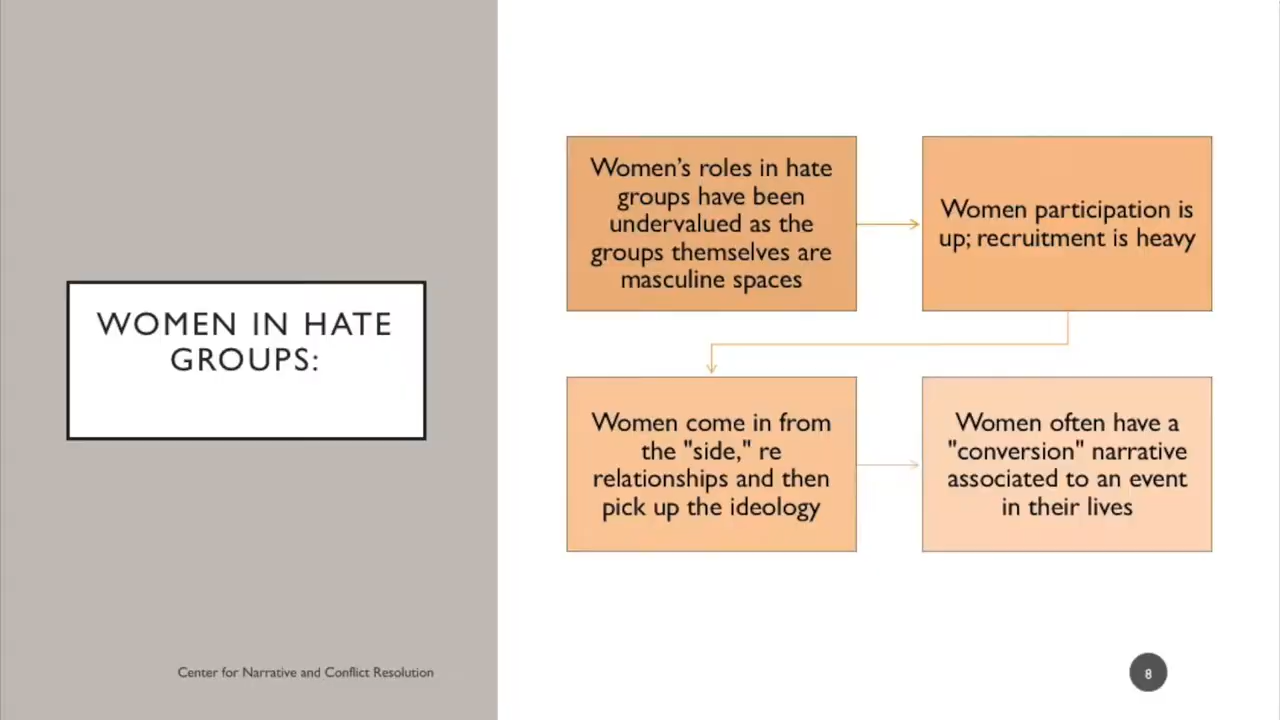 WOMEN IN HATE
GROUPS:
Women’s roles in hate
groups have been
undervalued as the
groups themselves are
masculine spaces
Women participation is
up; recruitment is heavy
Women come in from
the "side," re
relationships and then
pick up the ideology
Women often have a
"conversion" narrative
associated to an event
in their lives
Center for Narrative and Conflict Resolution
8